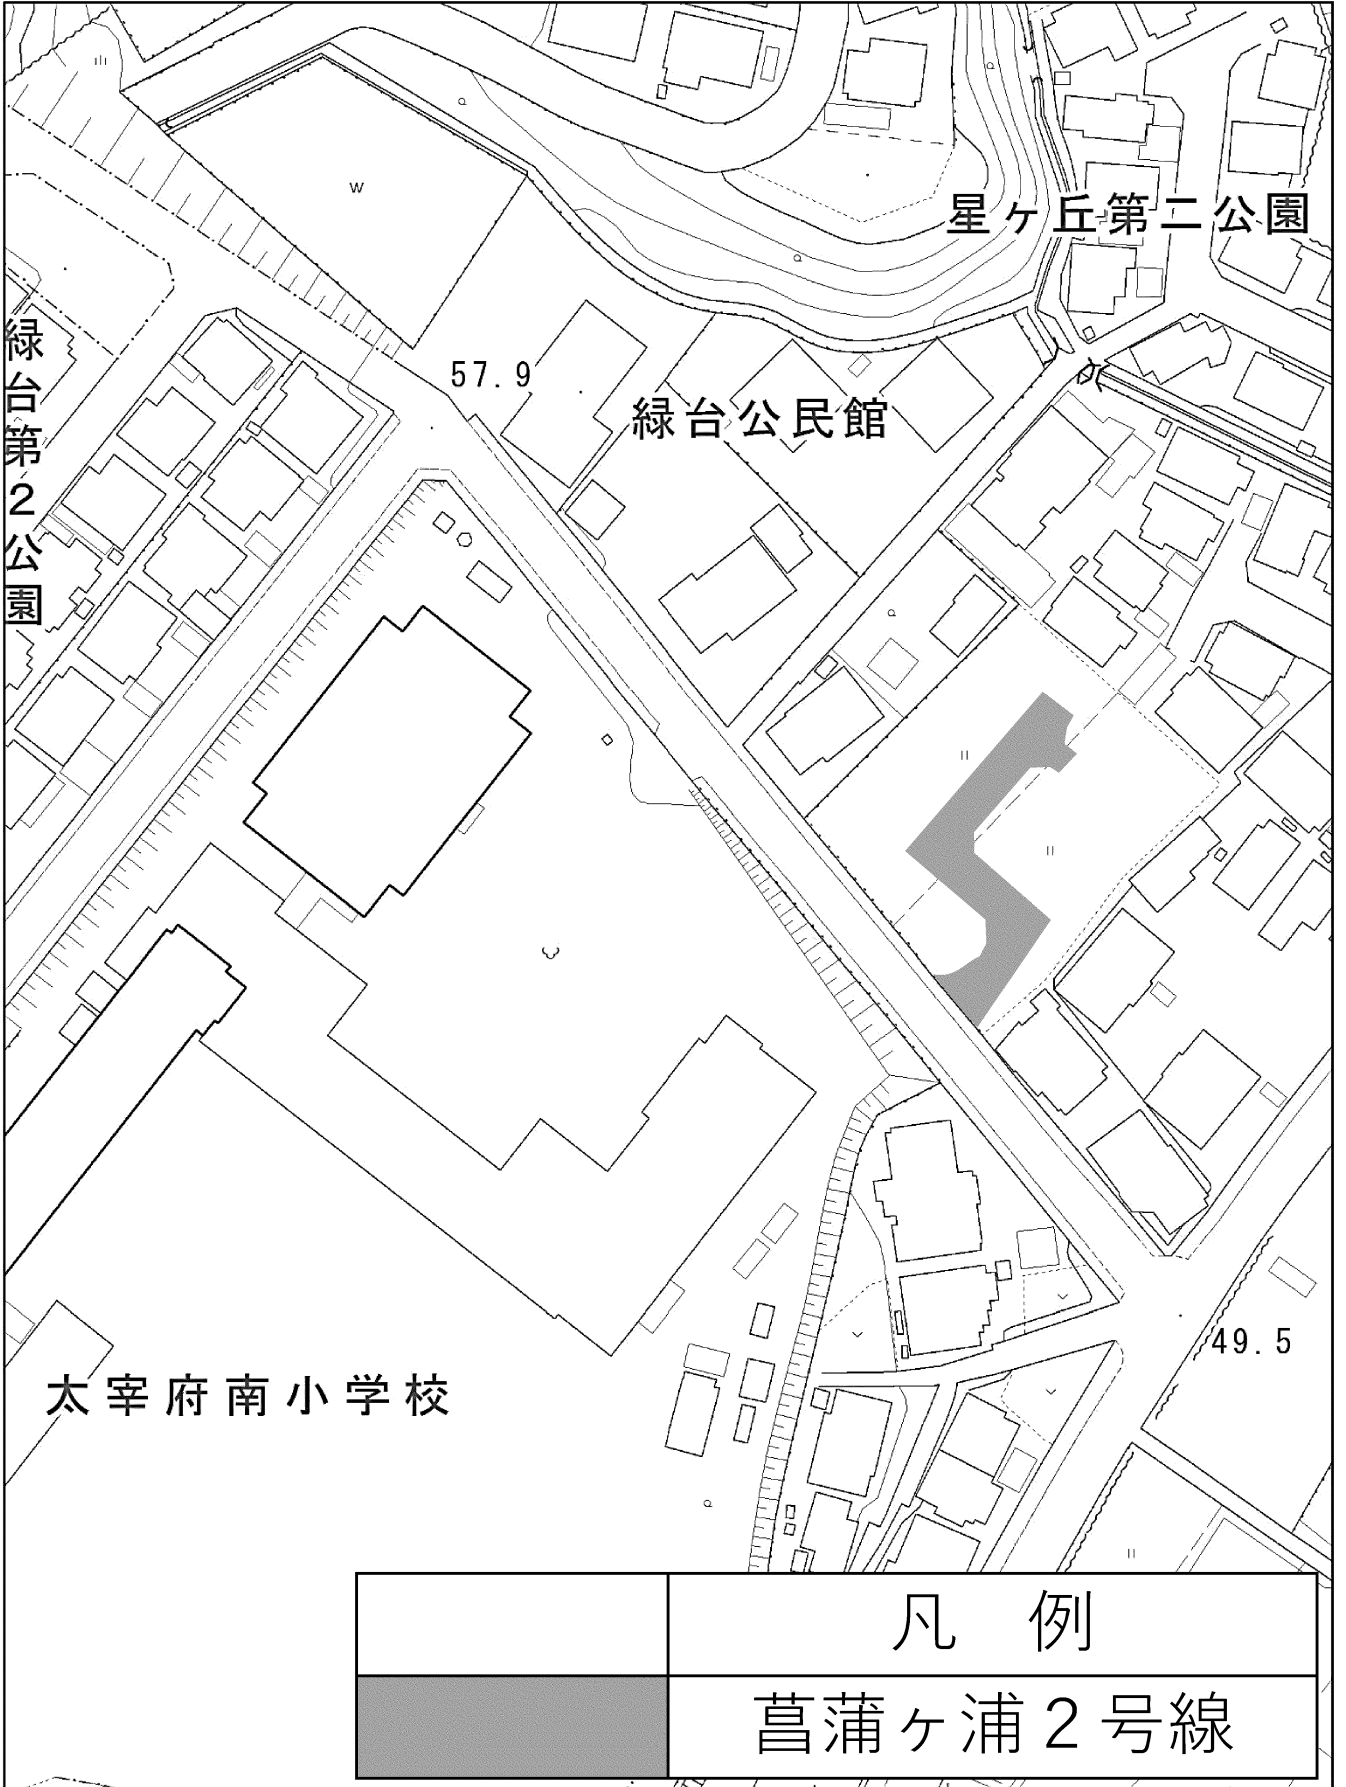 星ヶ丘第二公園
緑台第2公園
57.9
緑台公民館
49.5
太宰府南小学校
凡 例
菖蒲ヶ浦２号線